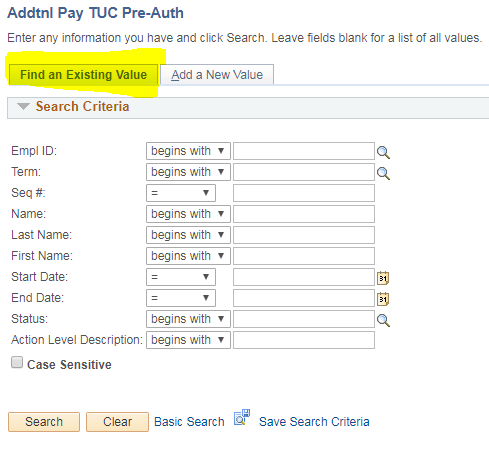 Addtnl Pay TUC Pre-Auth
Enter any information you have and click Search. Leave fields blank for a list of all values.
Find an Existing Value Add a New Value
Search Criteria
Empl ID: begins with
Term: begins with
Seq #: =
Name: begins with
Last Name: begins with
First Name: begins with
Start Date: = 31
End Date: = 31
Status: begins with
Action Level Description: begins with
Case Sensitive
Search Clear Basic Search Save Search Criteria